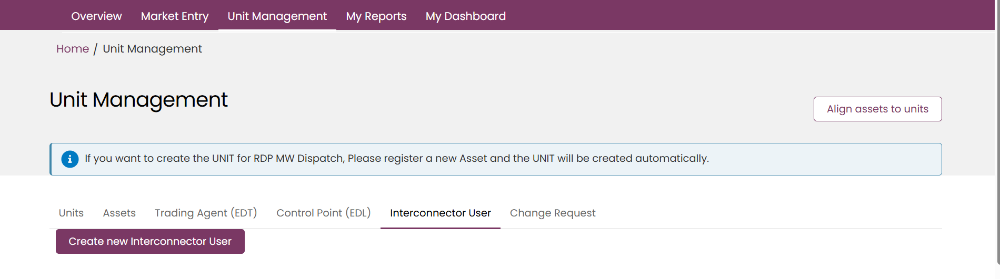 Overview Market Entry Unit Management My Reports My Dashboard
Home / Unit Management
Unit Management
Align assets to units
If you want to create the UNIT for RDP MW Dispatch, Please register a new Asset and the UNIT will be created automatically.
Units Assets Trading Agent (EDT) Control Point (EDL) Interconnector User Change Request
Create new Interconnector User